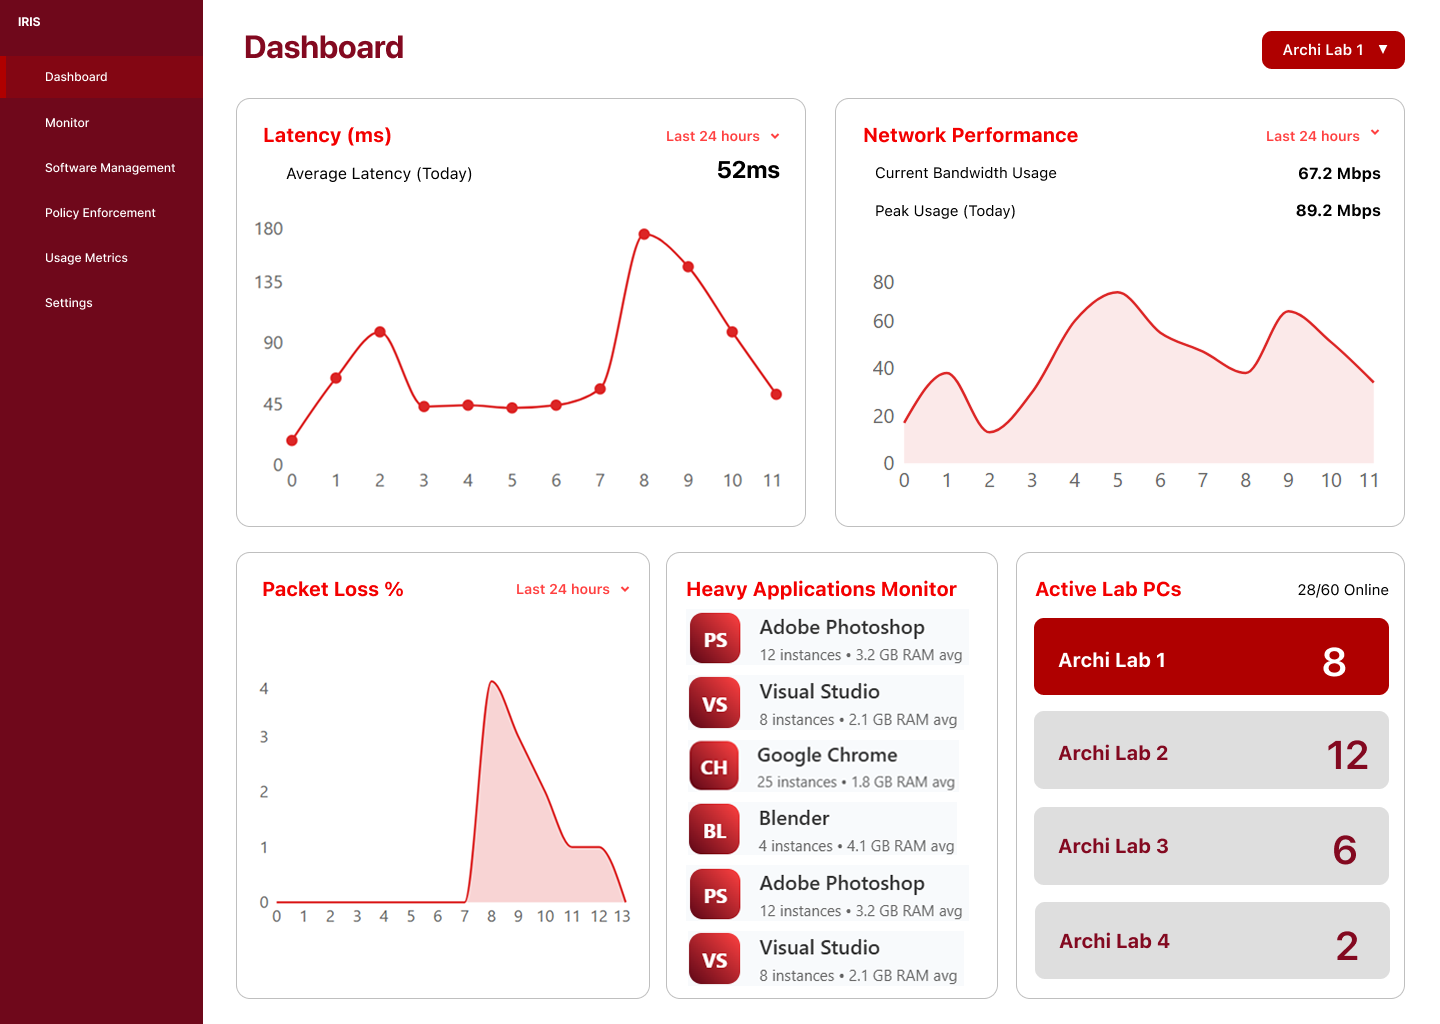 IRIS
Dashboard
Monitor
Software Management
Policy Enforcement
Usage Metrics
Settings
Dashboard
Archi Lab 1 ▼
Latency (ms)
Last 24 hours
Average Latency (Today)
52ms
180
135
90
45
0
0 1 2 3 4 5 6 7 8 9 10 11
Network Performance
Last 24 hours
Current Bandwidth Usage
67.2 Mbps
Peak Usage (Today)
89.2 Mbps
80
60
40
20
0
0 1 2 3 4 5 6 7 8 9 10 11
Packet Loss %
Last 24 hours
4
3
2
1
0
0 1 2 3 4 5 6 7 8 9 10 11 12 13
Heavy Applications Monitor
PS
Adobe Photoshop
12 instances • 3.2 GB RAM avg
VS
Visual Studio
8 instances • 2.1 GB RAM avg
CH
Google Chrome
25 instances • 1.8 GB RAM avg
BL
Blender
4 instances • 4.1 GB RAM avg
PS
Adobe Photoshop
12 instances • 3.2 GB RAM avg
VS
Visual Studio
8 instances • 2.1 GB RAM avg
Active Lab PCs
28/60 Online
Archi Lab 1
8
Archi Lab 2
12
Archi Lab 3
6
Archi Lab 4
2